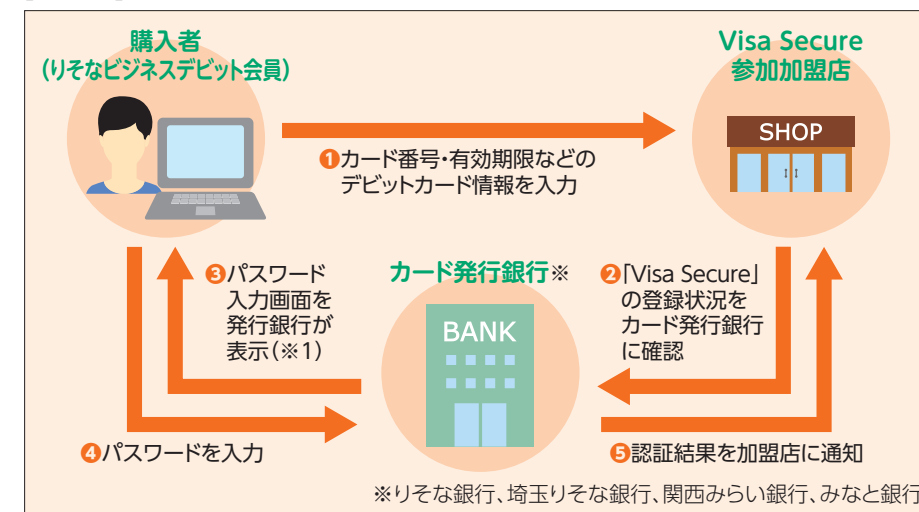 購入者
(りそなビジネスデビット会員)
Visa Secure
参加加盟店
SHOP
❶カード番号・有効期限などの
デビットカード情報を入力
❸パスワード
入力画面を
発行銀行が
表示(※1)
カード発行銀行※
BANK
❷「Visa Secure」
の登録状況を
カード発行銀行
に確認
❹パスワードを入力
❺認証結果を加盟店に通知
※りそな銀行、埼玉りそな銀行、関西みらい銀行、みなと銀行